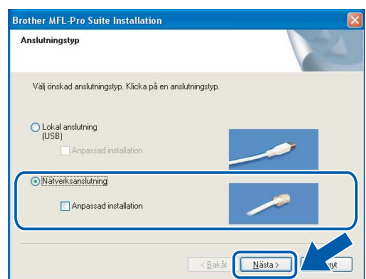 Brother MFL-Pro Suite Installation
Anslutningstyp
Välj önskad anslutningstyp. Klicka på en anslutningstyp.
Lokal anslutning
(USB)
Anpassad installation
Nätverksanslutning
Anpassad installation
< Bakåt
Nästa >